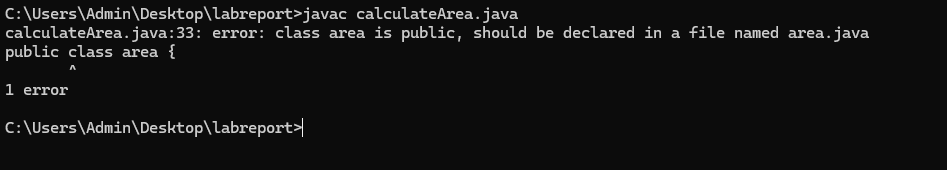 C:\Users\Admin\Desktop\labreport>javac calculateArea.java
calculateArea.java:33: error: class area is public, should be declared in a file named area.java
public class area {
       ^
1 error
C:\Users\Admin\Desktop\labreport>